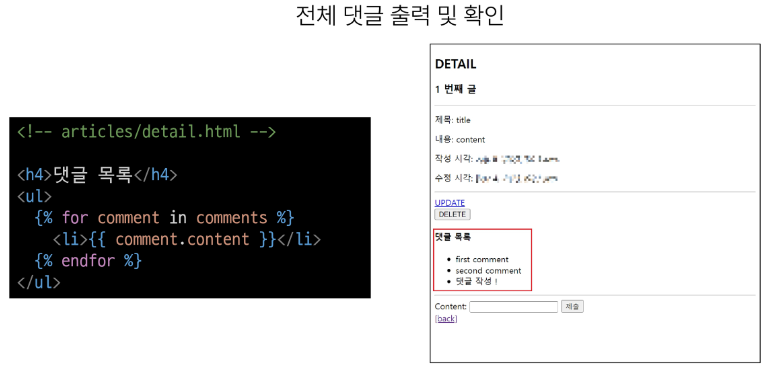 전체 댓글 출력 및 확인
<!-- articles/detail.html -->
<h4>댓글 목록</h4>
<ul>
{% for comment in comments %}
<li>{{ comment.content }}</li>
{% endfor %}
</ul>
DETAIL
1 번째 글
제목: title
내용: content
작성 시각:
수정 시각:
UPDATE
DELETE
댓글 목록
• first comment
• second comment
• 댓글 작성 !
Content: 제출
[back]